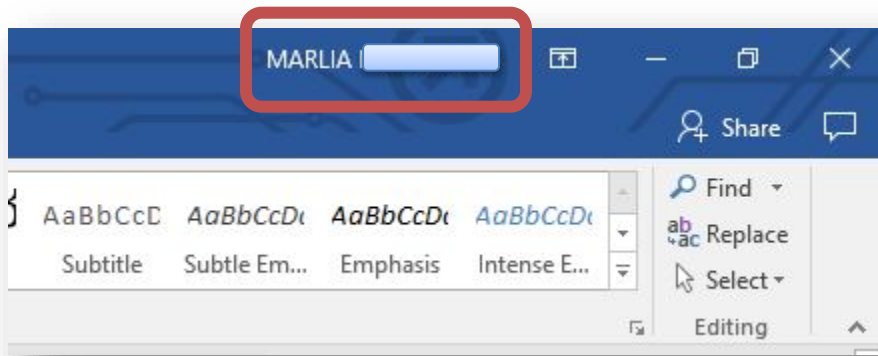 MARLIA
Share
AaBbCcD AaBbCcDc AaBbCcDc AaBbCcDc
Subtitle Subtle Em... Emphasis Intense E...
Find
Replace
Select
Editing